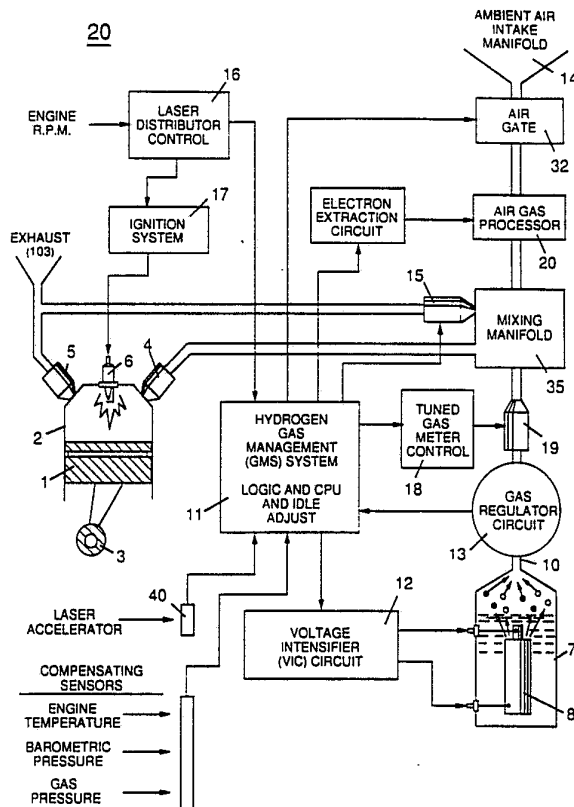 20
AMBIENT AIR
INTAKE MANIFOLD
14
16
ENGINE
R.P.M.
LASER
DISTRIBUTOR
CONTROL
AIR
GATE
32
17
IGNITION
SYSTEM
ELECTRON
EXTRACTION
CIRCUIT
AIR GAS
PROCESSOR
20
EXHAUST
(103)
15
MIXING
MANIFOLD
35
5
6
4
2
1
3
HYDROGEN
GAS
MANAGEMENT
(GMS) SYSTEM
LOGIC AND CPU
AND IDLE
ADJUST
11
TUNED
GAS
METER
CONTROL
18
19
GAS
REGULATOR
CIRCUIT
13
10
40
LASER
ACCELERATOR
12
VOLTAGE
INTENSIFIER
(VIC) CIRCUIT
7
8
COMPENSATING
SENSORS
ENGINE
TEMPERATURE
BAROMETRIC
PRESSURE
GAS
PRESSURE